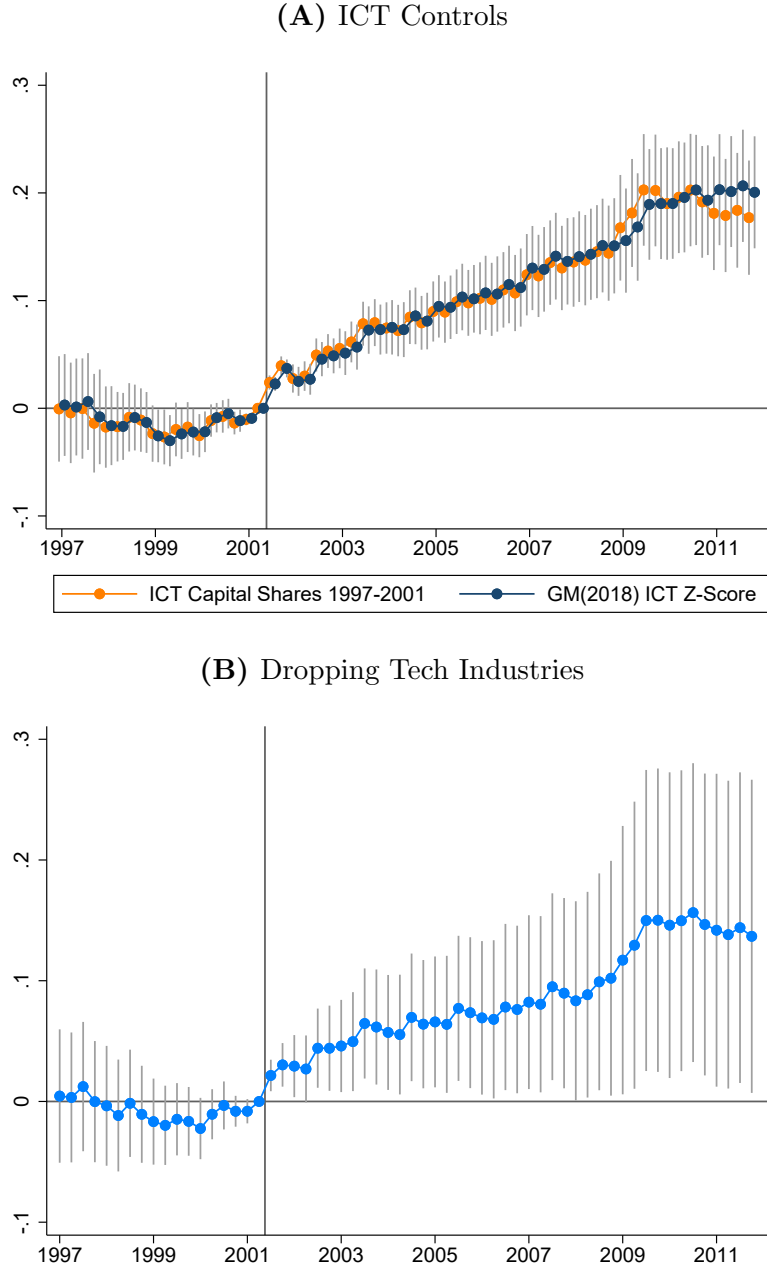 (A) ICT Controls
.3
.2
.1
0
-.1
1997 1999 2001 2003 2005 2007 2009 2011
ICT Capital Shares 1997-2001 GM(2018) ICT Z-Score
(B) Dropping Tech Industries
.3
.2
.1
0
-.1
1997 1999 2001 2003 2005 2007 2009 2011